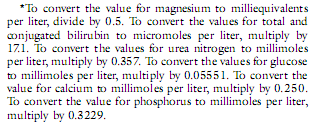 *To convert the value for magnesium to milliequivalents
per liter, divide by 0.5. To convert the values for total and
conjugated bilirubin to micromoles per liter, multiply by
17.1. To convert the values for urea nitrogen to millimoles
per liter, multiply by 0.357. To convert the values for glucose
to millimoles per liter, multiply by 0.05551. To convert the
value for calcium to millimoles per liter, multiply by 0.250.
To convert the value for phosphorus to millimoles per liter,
multiply by 0.3229.